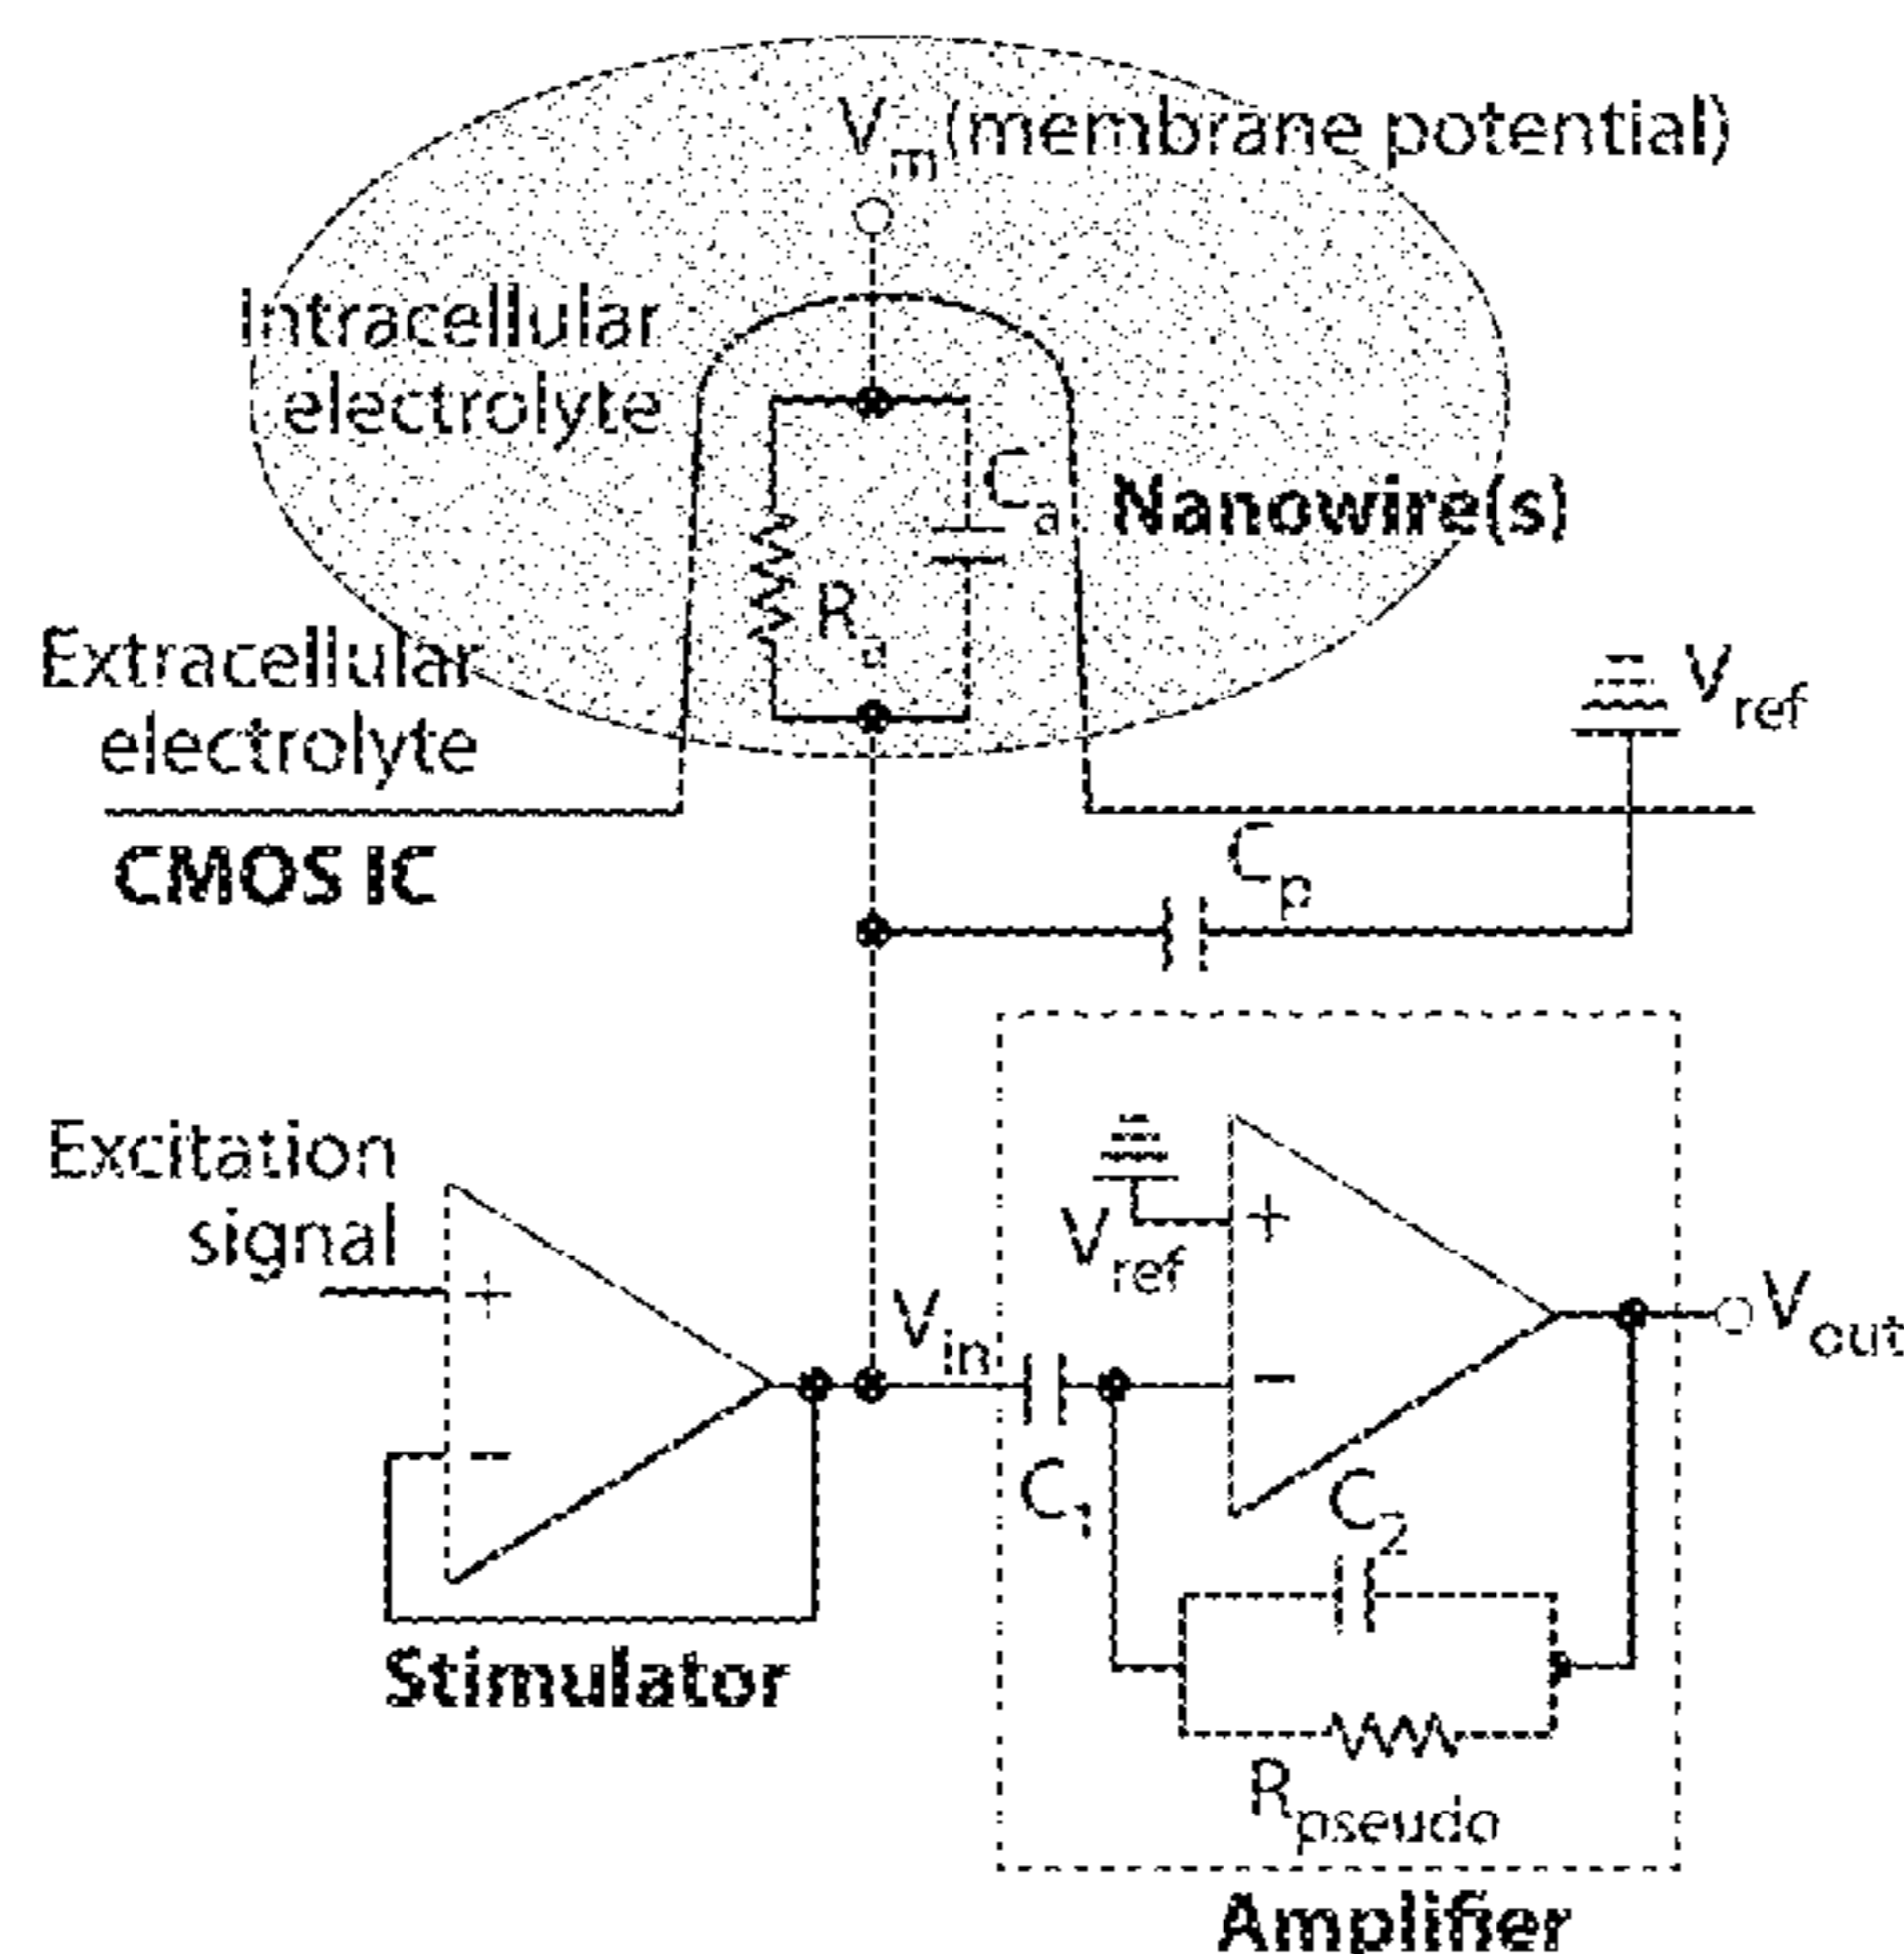 Vm (membrane potential)
Intracellular
electrolyte
Ca
Nanowire(s)
Ra
Extracellular
electrolyte
Vref
CMOS IC
Cp
Excitation
signal
+
−
Stimulator
Vin
Vref
+
−
Vout
C1
C2
Rpseudo
Amplifier